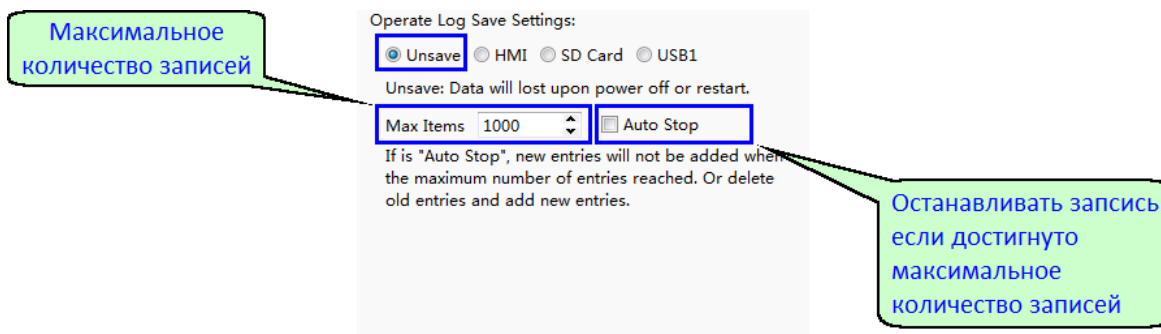 Максимальное
количество записей
Operate Log Save Settings:
Unsave HMI SD Card USB1
Unsave: Data will lost upon power off or restart.
Max Items 1000 Auto Stop
If is "Auto Stop", new entries will not be added when
the maximum number of entries reached. Or delete
old entries and add new entries.
Останавливать запсись
если достигнуто
максимальное
количество записей